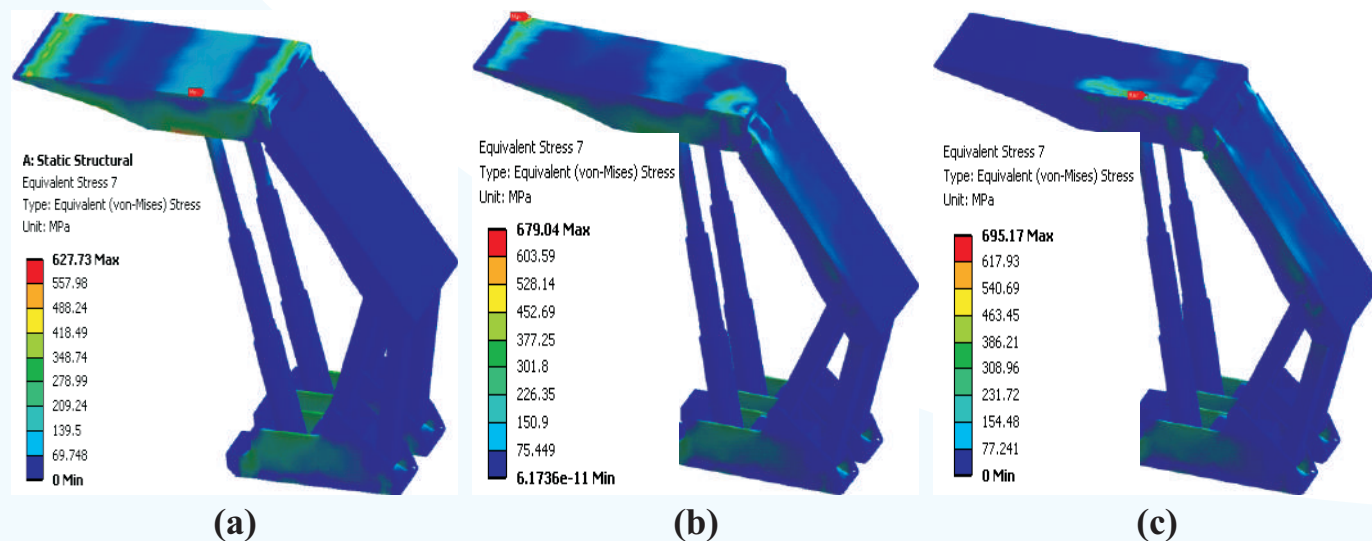 A: Static Structural
Equivalent Stress 7
Type: Equivalent (von-Mises) Stress
Unit: MPa
627.73 Max
557.98
488.24
418.49
348.74
278.99
209.24
139.5
69.748
0 Min
(a)
Equivalent Stress 7
Type: Equivalent (von-Mises) Stress
Unit: MPa
679.04 Max
603.59
528.14
452.69
377.25
301.8
226.35
150.9
75.449
6.1736e-11 Min
(b)
Equivalent Stress 7
Type: Equivalent (von-Mises) Stress
Unit: MPa
695.17 Max
617.93
540.69
463.45
386.21
308.96
231.72
154.48
77.241
0 Min
(c)